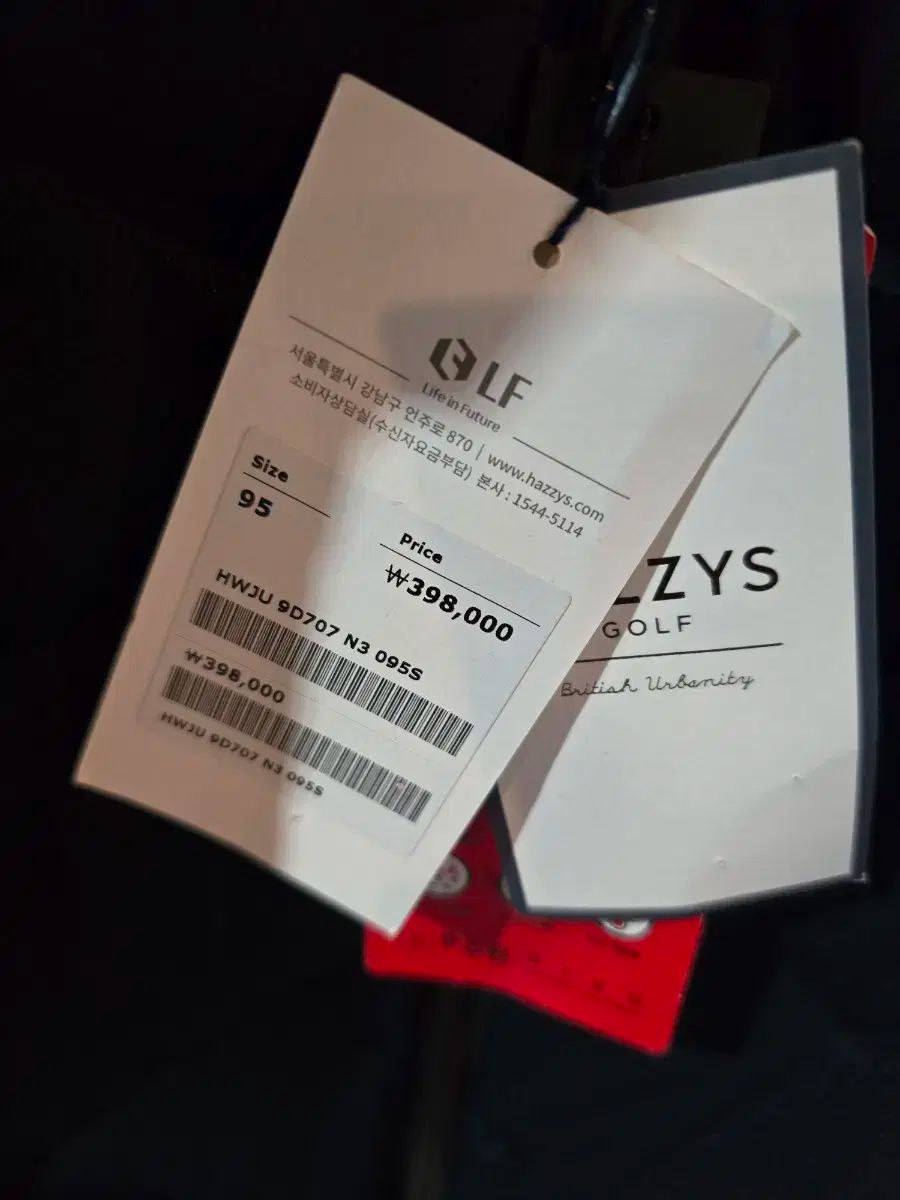 LF
Life in Future
서울특별시 강남구 언주로 870 | www.hazzys.com
소비자상담실(수신자요금부담) 본사 : 1544-5114
Size
95
Price
₩398,000
HWJU 9D707 N3 095S
₩398,000
HWJU 9D707 N3 095S
ZZYS
GOLF
British Urbanity